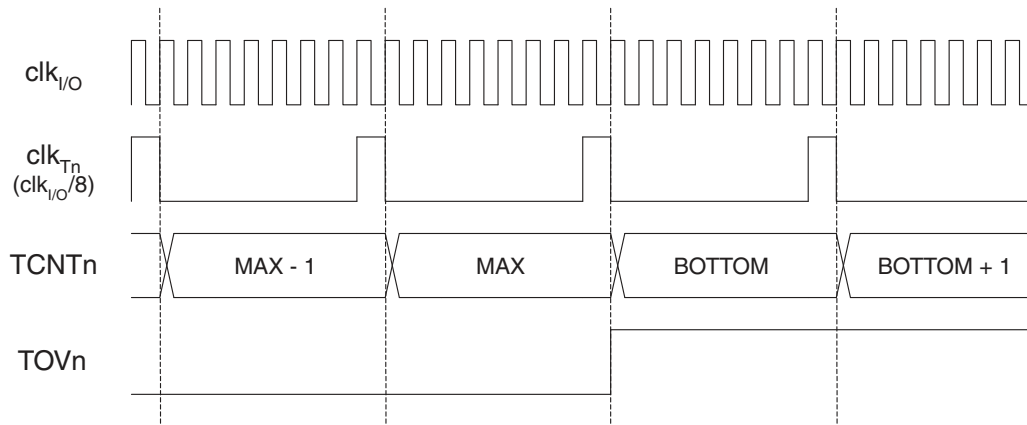 clkI/O
clkTn
(clkI/O/8)
TCNTn
MAX - 1
MAX
BOTTOM
BOTTOM + 1
TOVn